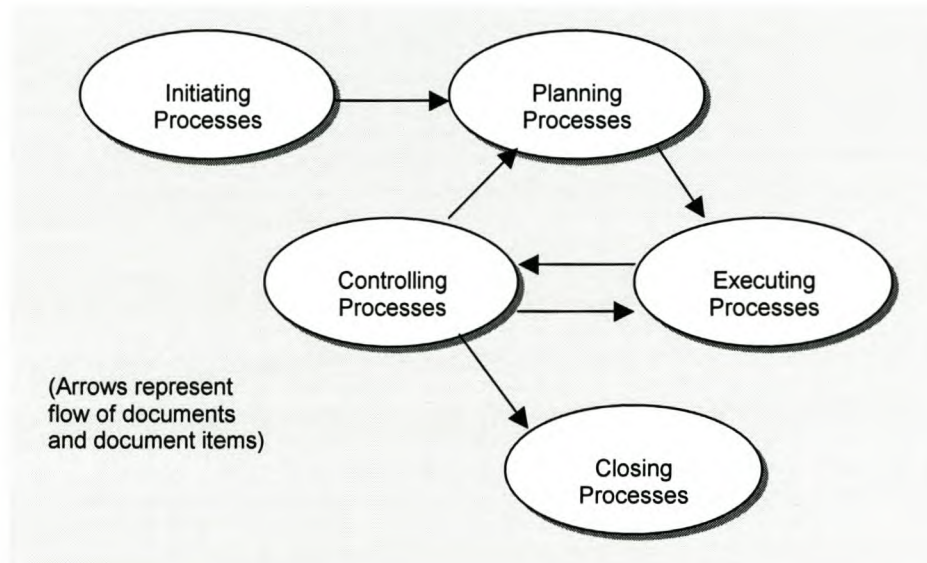 Initiating
Processes
Planning
Processes
Controlling
Processes
Executing
Processes
(Arrows represent
flow of documents
and document items)
Closing
Processes